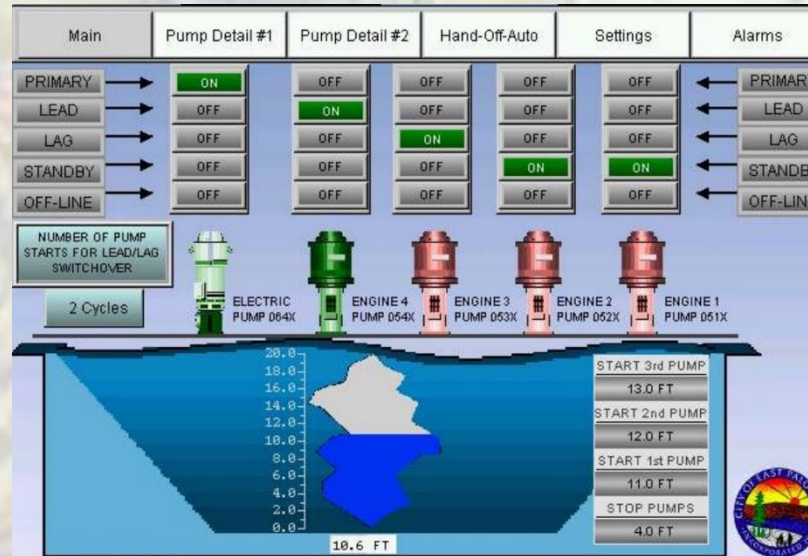 Main
Pump Detail #1
Pump Detail #2
Hand-Off-Auto
Settings
Alarms
PRIMARY ON OFF OFF OFF OFF PRIMAR
LEAD OFF ON OFF OFF OFF LEAD
LAG OFF OFF ON OFF OFF LAG
STANDBY OFF OFF OFF ON ON STANDB
OFF-LINE OFF OFF OFF OFF OFF OFF-LIN
NUMBER OF PUMP
STARTS FOR LEAD/LAG
SWITCHOVER
2 Cycles
ELECTRIC
PUMP 064X
ENGINE 4
PUMP 054X
ENGINE 3
PUMP 053X
ENGINE 2
PUMP 052X
ENGINE 1
PUMP 051X
20.0
18.0
16.0
14.0
12.0
10.0
8.0
6.0
4.0
2.0
0.0
10.6 FT
START 3rd PUMP
13.0 FT
START 2nd PUMP
12.0 FT
START 1st PUMP
11.0 FT
STOP PUMPS
4.0 FT
CITY OF EAST